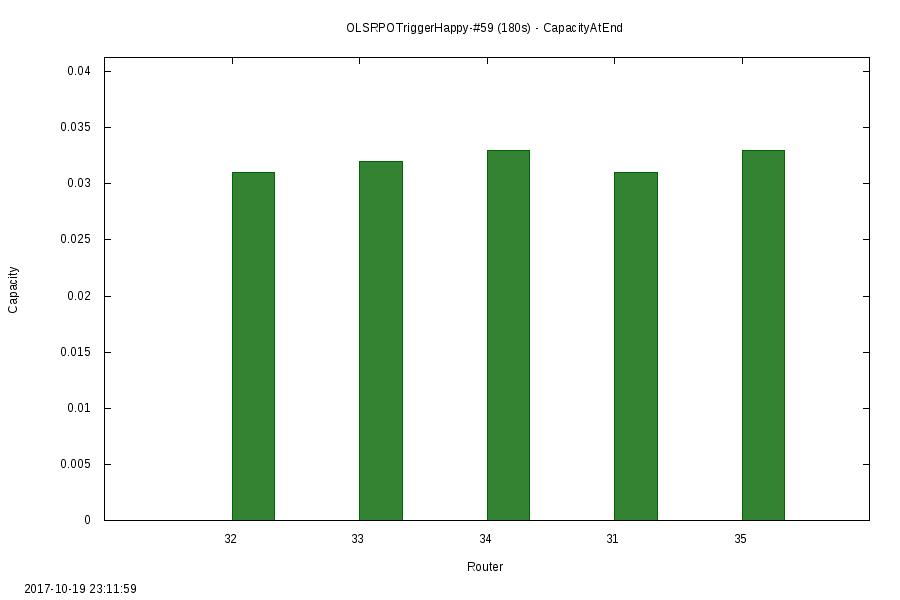 OLSRPOTriggerHappy-#59 (180s) - CapacityAtEnd
0.04
0.035
0.03
0.025
0.02
0.015
0.01
0.005
0
Capacity
32 33 34 31 35
Router
2017-10-19 23:11:59